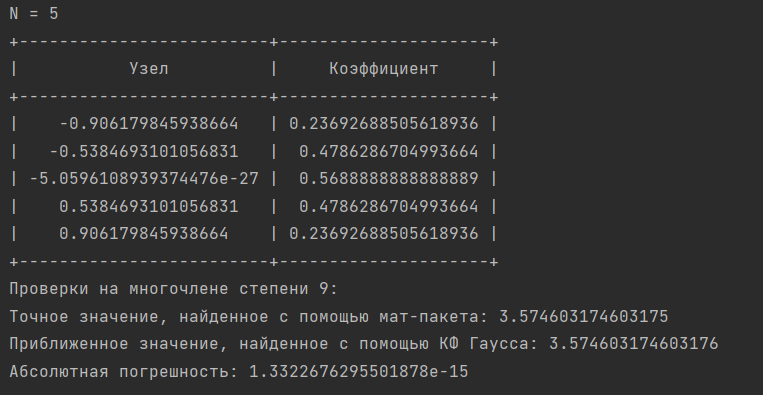 N = 5
+-------------------------+---------------------+
|           Узел          |     Коэффициент     |
+-------------------------+---------------------+
|    -0.906179845938664   | 0.23692688505618936 |
|   -0.5384693101056831   |  0.4786286704993664 |
| -5.0596108939374476e-27 |  0.5688888888888889 |
|    0.5384693101056831   |  0.4786286704993664 |
|    0.906179845938664    | 0.23692688505618936 |
+-------------------------+---------------------+
Проверки на многочлене степени 9:
Точное значение, найденное с помощью мат-пакета: 3.574603174603175
Приближенное значение, найденное с помощью КФ Гаусса: 3.574603174603176
Абсолютная погрешность: 1.3322676295501878e-15